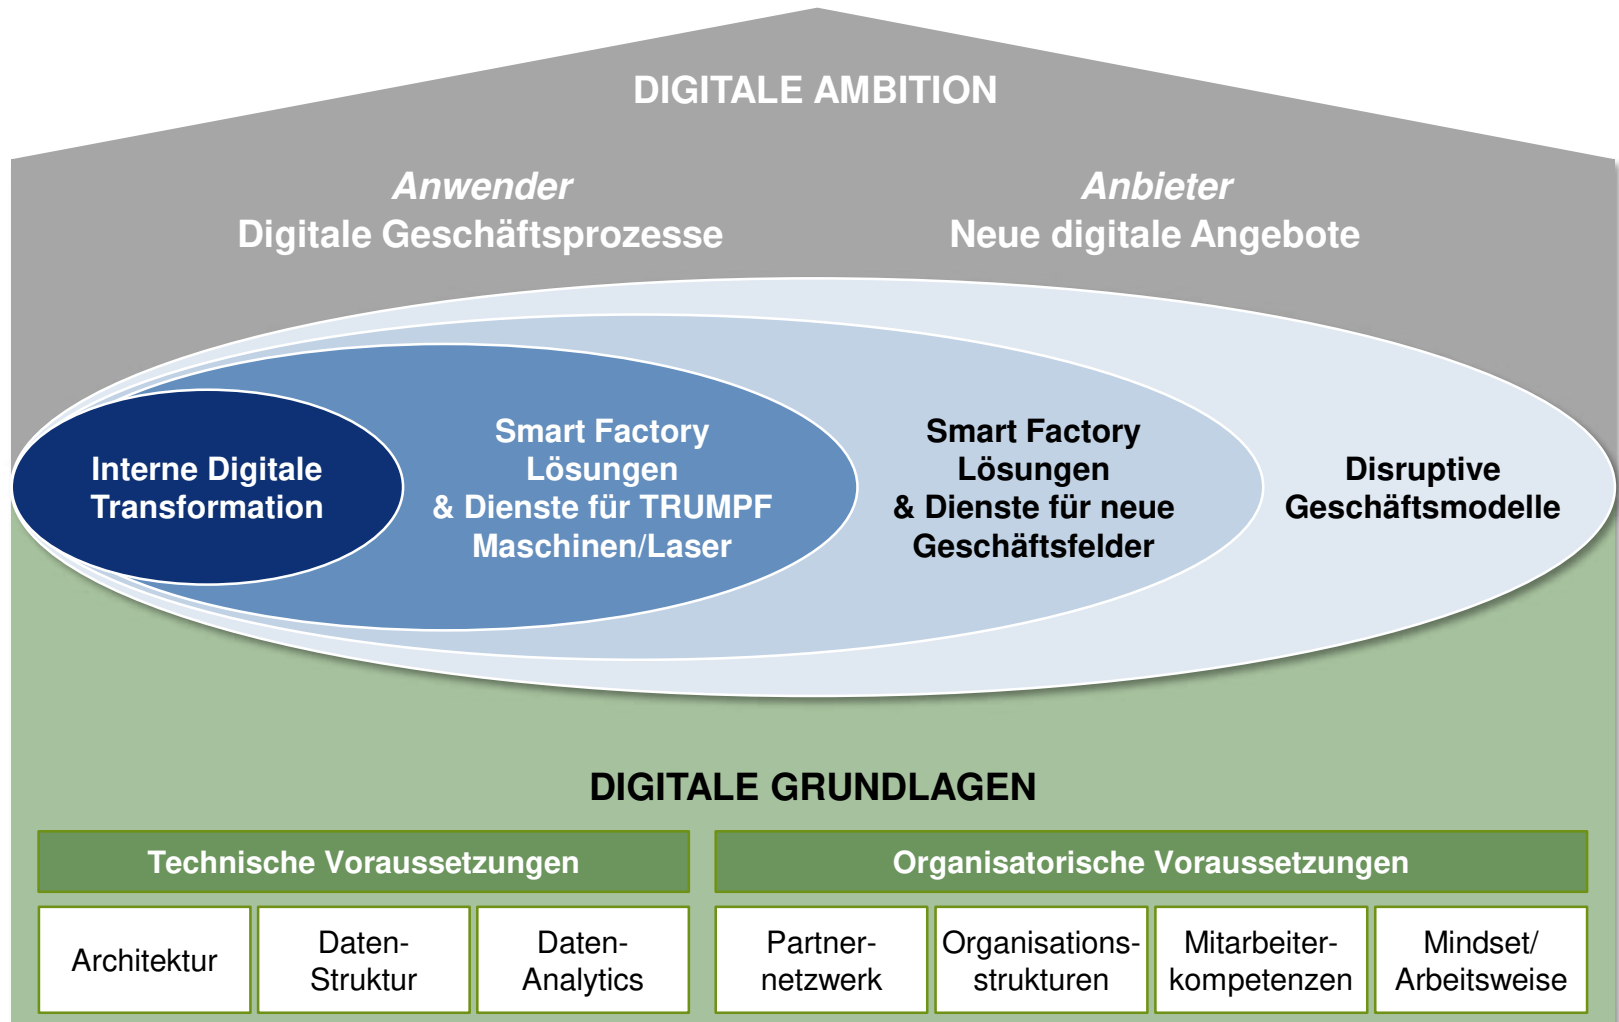 DIGITALE AMBITION
Anwender
Digitale Geschäftsprozesse
Anbieter
Neue digitale Angebote
Interne Digitale
Transformation
Smart Factory
Lösungen
& Dienste für TRUMPF
Maschinen/Laser
Smart Factory
Lösungen
& Dienste für neue
Geschäftsfelder
Disruptive
Geschäftsmodelle
DIGITALE GRUNDLAGEN
Technische Voraussetzungen
Organisatorische Voraussetzungen
Architektur
Daten-
Struktur
Daten-
Analytics
Partner-
netzwerk
Organisations-
strukturen
Mitarbeiter-
kompetenzen
Mindset/
Arbeitsweise